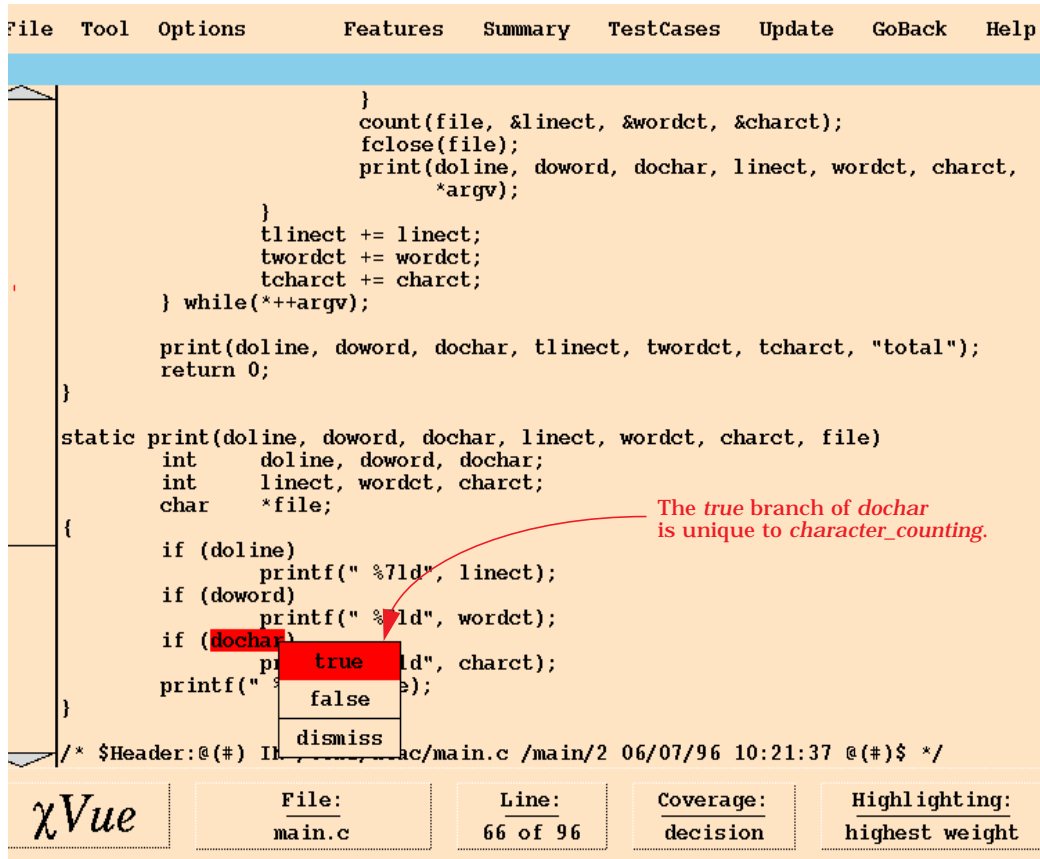 File Tool Options Features Summary TestCases Update GoBack Help
}
count(file, &linect, &wordct, &charct);
fclose(file);
print(doline, doword, dochar, linect, wordct, charct,
*argv);
}
tlinect += linect;
twordct += wordct;
tcharct += charct;
} while(*++argv);
print(doline, doword, dochar, tlinect, twordct, tcharct, "total");
return 0;
}
static print(doline, doword, dochar, linect, wordct, charct, file)
int doline, doword, dochar;
int linect, wordct, charct;
char *file;
The true branch of dochar
is unique to character_counting.
{
if (doline)
printf(" %7ld", linect);
if (doword)
printf(" % ld", wordct);
if (dochar)
true
ld", charct);
printf(" e);
false
}
dismiss
/* $Header:@(#) ac/main.c /main/2 06/07/96 10:21:37 @(#)$ */
χVue
File:
main.c
Line:
66 of 96
Coverage:
decision
Highlighting:
highest weight